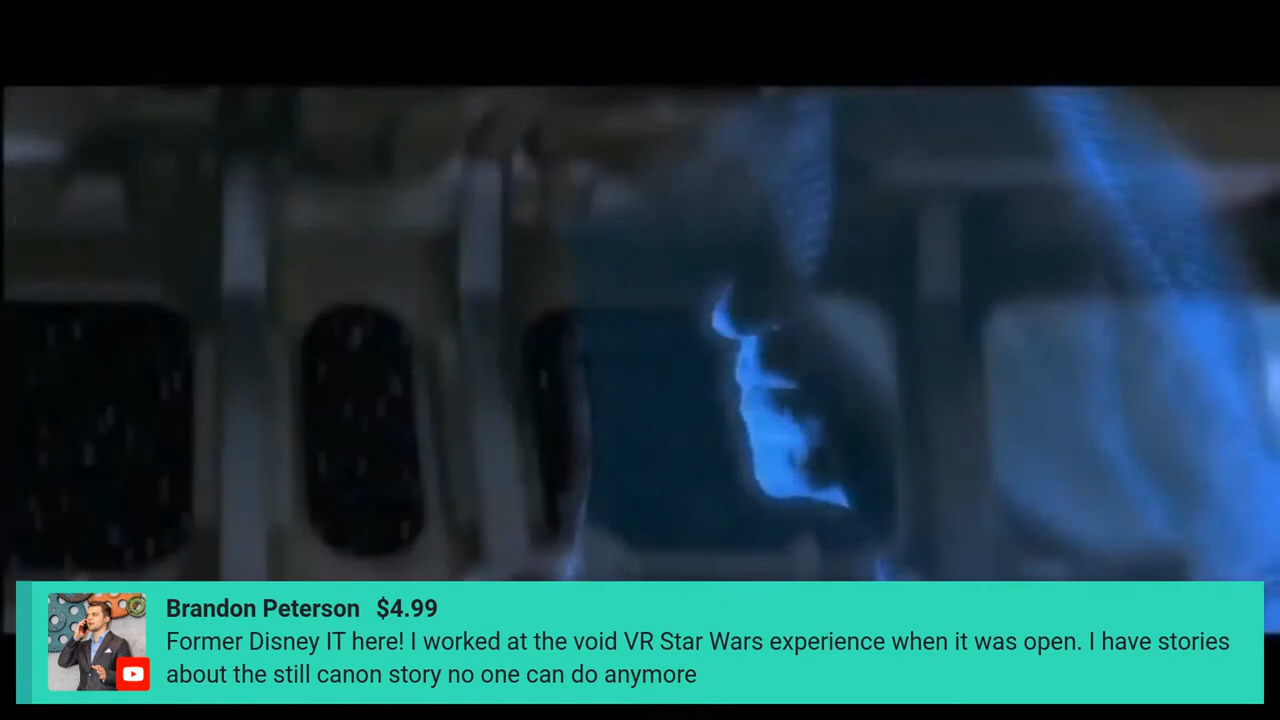 Brandon Peterson $4.99
Former Disney IT here! I worked at the void VR Star Wars experience when it was open. I have stories
about the still canon story no one can do anymore